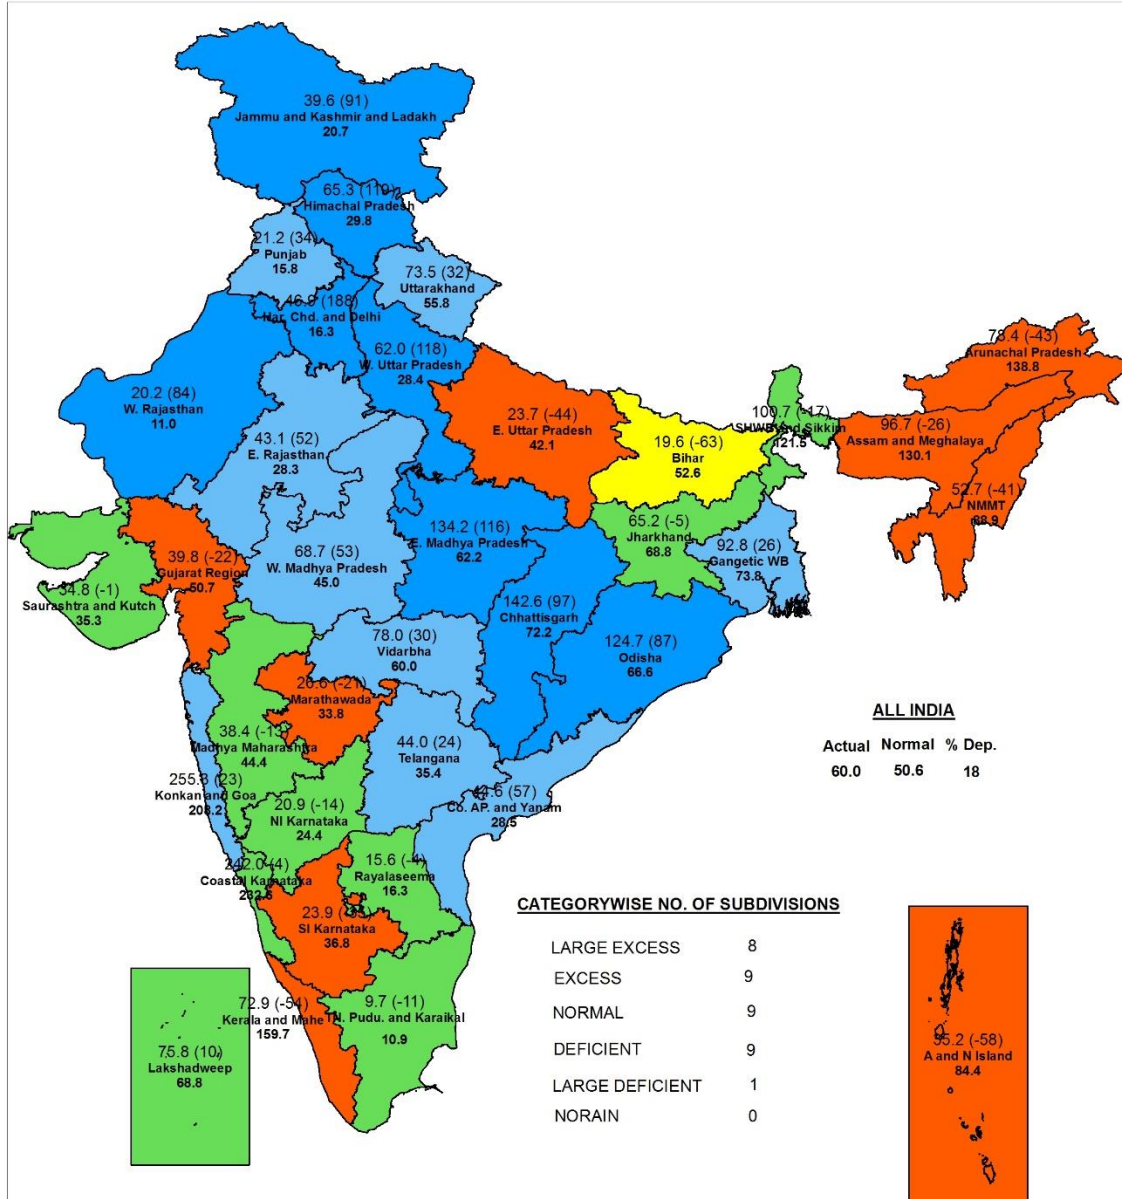 39.6 (91)
Jammu and Kashmir and Ladakh
20.7
65.3 (119)
Himachal Pradesh
29.8
21.2 (34)
Punjab
15.8
73.5 (32)
Uttarakhand
55.8
46.9 (188)
Har. Chd. and Delhi
16.3
62.0 (118)
W. Uttar Pradesh
28.4
20.2 (84)
W. Rajasthan
11.0
43.1 (52)
E. Rajasthan
28.3
23.7 (-44)
E. Uttar Pradesh
42.1
19.6 (-63)
Bihar
52.6
100.7 (-17)
SHWB and Sikkim
121.5
78.4 (-43)
Arunachal Pradesh
138.8
96.7 (-26)
Assam and Meghalaya
130.1
52.7 (-41)
NMMT
88.9
134.2 (116)
E. Madhya Pradesh
62.2
65.2 (-5)
Jharkhand
68.8
92.8 (26)
Gangetic WB
73.8
39.8 (-22)
Gujarat Region
50.7
68.7 (53)
W. Madhya Pradesh
45.0
34.8 (-1)
Saurashtra and Kutch
35.3
142.6 (97)
Chhattisgarh
72.2
78.0 (30)
Vidarbha
60.0
124.7 (87)
Odisha
66.6
26.6 (-21)
Marathawada
33.8
38.4 (-13)
Madhya Maharashtra
44.4
44.0 (24)
Telangana
35.4
255.3 (23)
Konkan and Goa
208.2
20.9 (-14)
NI Karnataka
24.4
44.6 (57)
Co. AP. and Yanam
28.5
242.0 (4)
Coastal Karnataka
232.6
15.6 (-4)
Rayalaseema
16.3
23.9 (-35)
SI Karnataka
36.8
72.9 (-54)
Kerala and Mahe
159.7
9.7 (-11)
TN. Pudu. and Karaikal
10.9
75.8 (10)
Lakshadweep
68.8
(-58)
A and N Island
84.4
ALL INDIA
Actual Normal % Dep.
60.0 50.6 18
CATEGORYWISE NO. OF SUBDIVISIONS
LARGE EXCESS 8
EXCESS 9
NORMAL 9
DEFICIENT 9
LARGE DEFICIENT 1
NORAIN 0